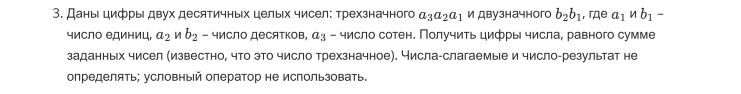 3. Даны цифры двух десятичных целых чисел: трехзначного a₃a₂a₁ и двузначного b₂b₁, где a₁ и b₁ –
число единиц, a₂ и b₂ – число десятков, a₃ – число сотен. Получить цифры числа, равного сумме
заданных чисел (известно, что это число трехзначное). Числа-слагаемые и число-результат не
определять; условный оператор не использовать.